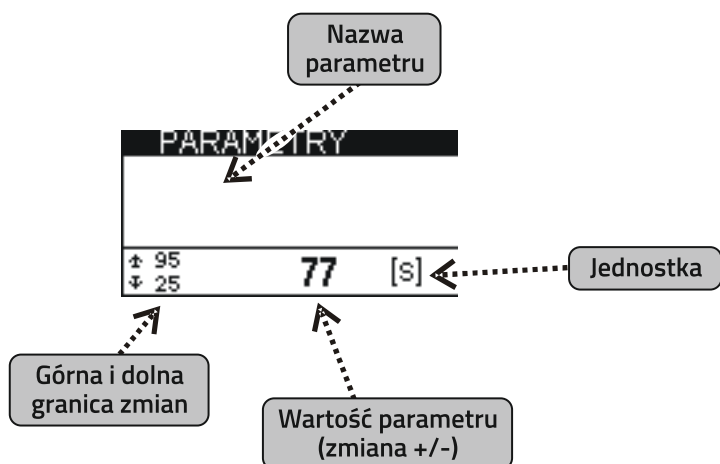 Nazwa
parametru
PARAMETRY
95
25
77
[S]
Jednostka
Górna i dolna
granica zmian
Wartość parametru
(zmiana +/-)